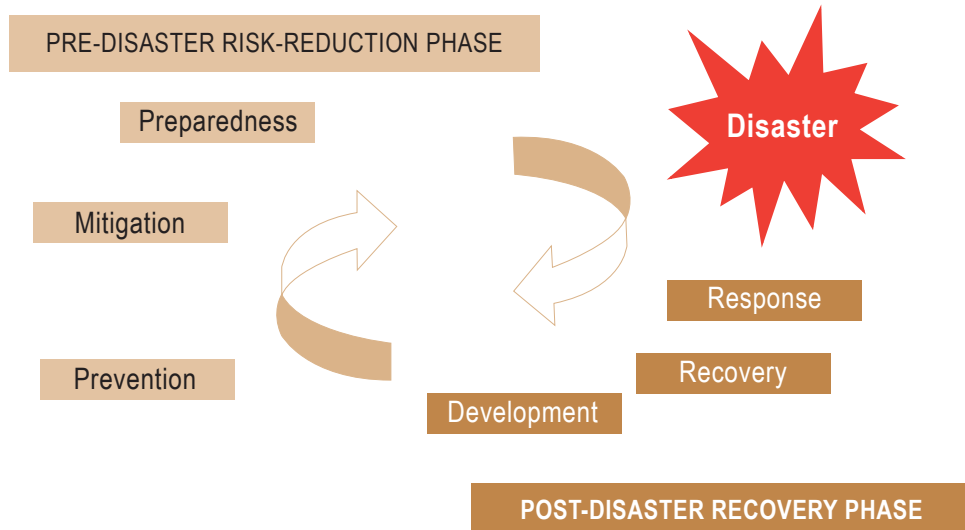 PRE-DISASTER RISK-REDUCTION PHASE
Preparedness
Disaster
Mitigation
Response
Prevention
Recovery
Development
POST-DISASTER RECOVERY PHASE